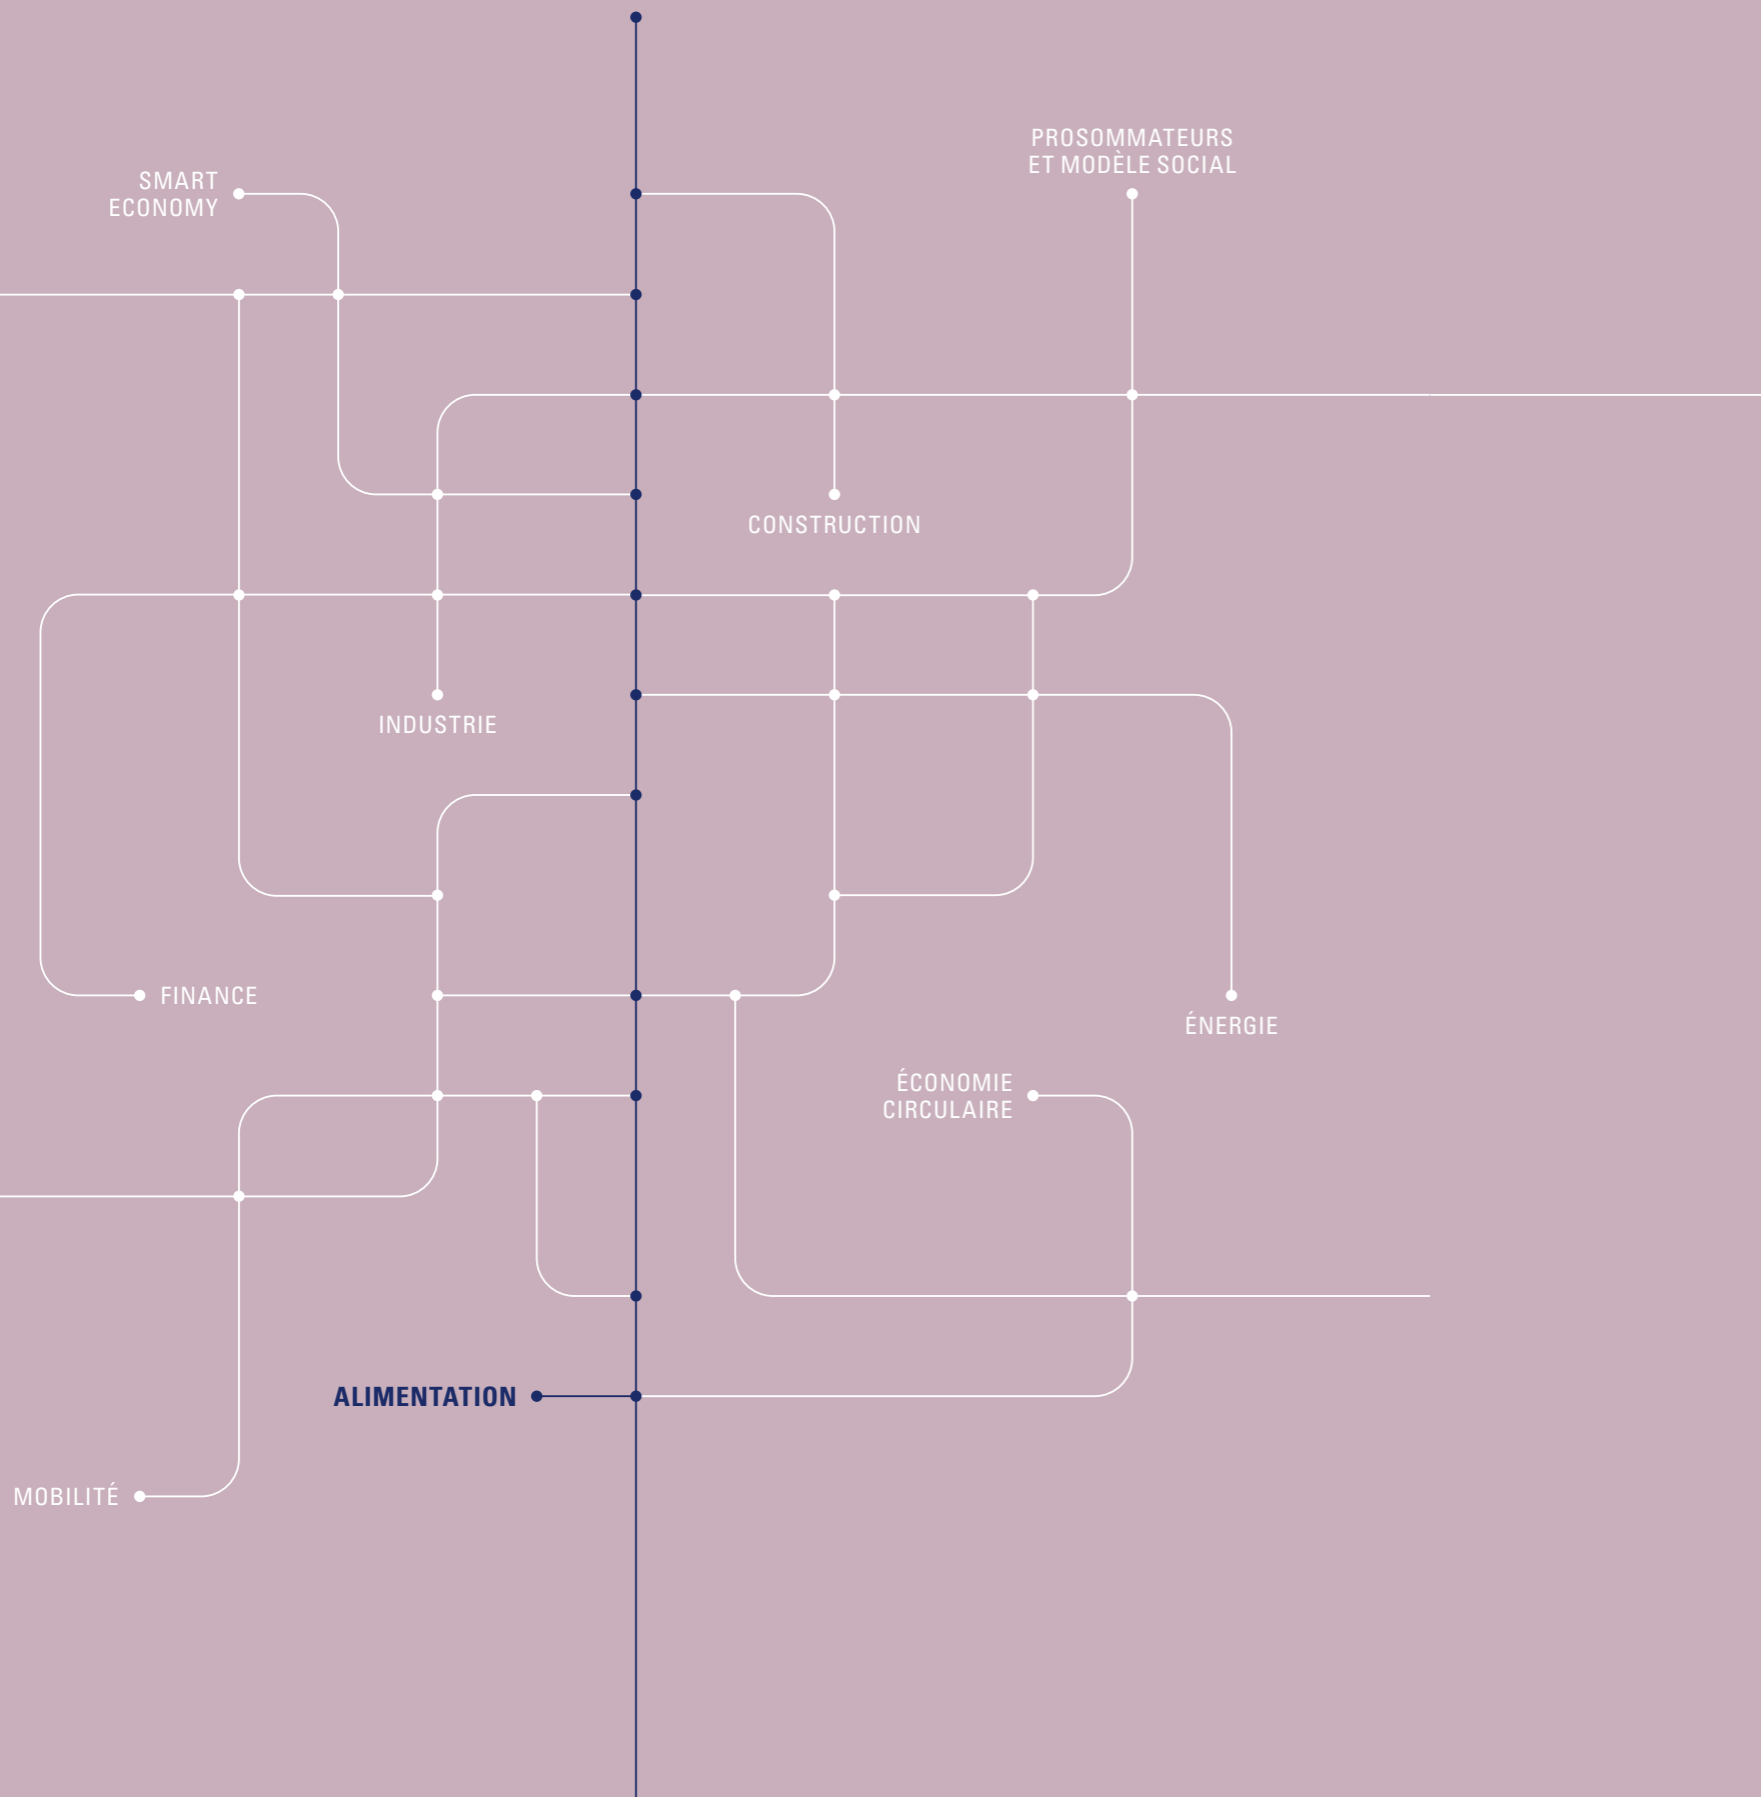 PROSOMMATEURS
ET MODÈLE SOCIAL
SMART
ECONOMY
CONSTRUCTION
INDUSTRIE
FINANCE
ÉNERGIE
ÉCONOMIE
CIRCULAIRE
ALIMENTATION
MOBILITÉ